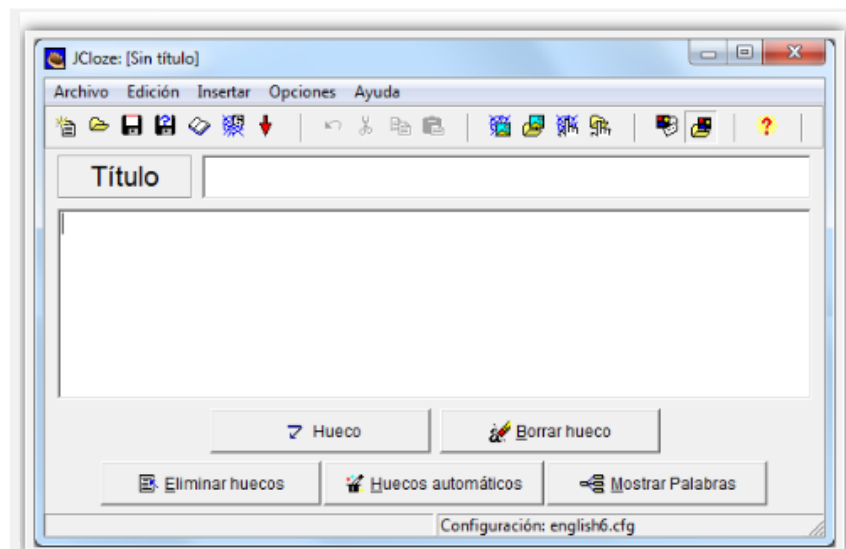 JCloze: [Sin título]
Archivo Edición Insertar Opciones Ayuda
Título
Hueco Borrar hueco
Eliminar huecos Huecos automáticos Mostrar Palabras
Configuración: english6.cfg